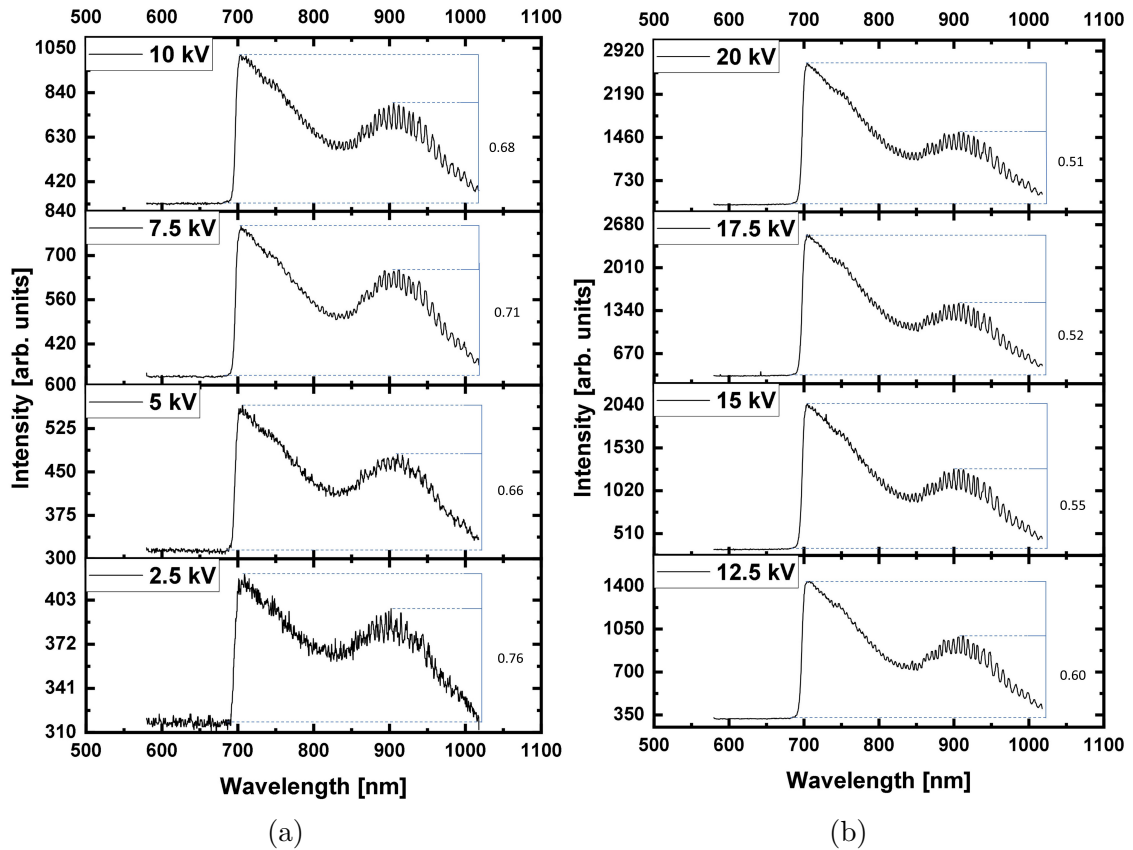 500 600 700 800 900 1000 1100
1050
840
630
420
840
10 kV
0.68
700
560
420
600
7.5 kV
0.71
525
450
375
300
5 kV
0.66
403
372
341
310
2.5 kV
0.76
500 600 700 800 900 1000 1100
Intensity [arb. units]
Wavelength [nm]
(a)
500 600 700 800 900 1000 1100
2920
2190
1460
730
20 kV
0.51
2680
2010
1340
670
17.5 kV
0.52
2040
1530
1020
510
15 kV
0.55
1400
1050
700
350
12.5 kV
0.60
500 600 700 800 900 1000 1100
Intensity [arb. units]
Wavelength [nm]
(b)